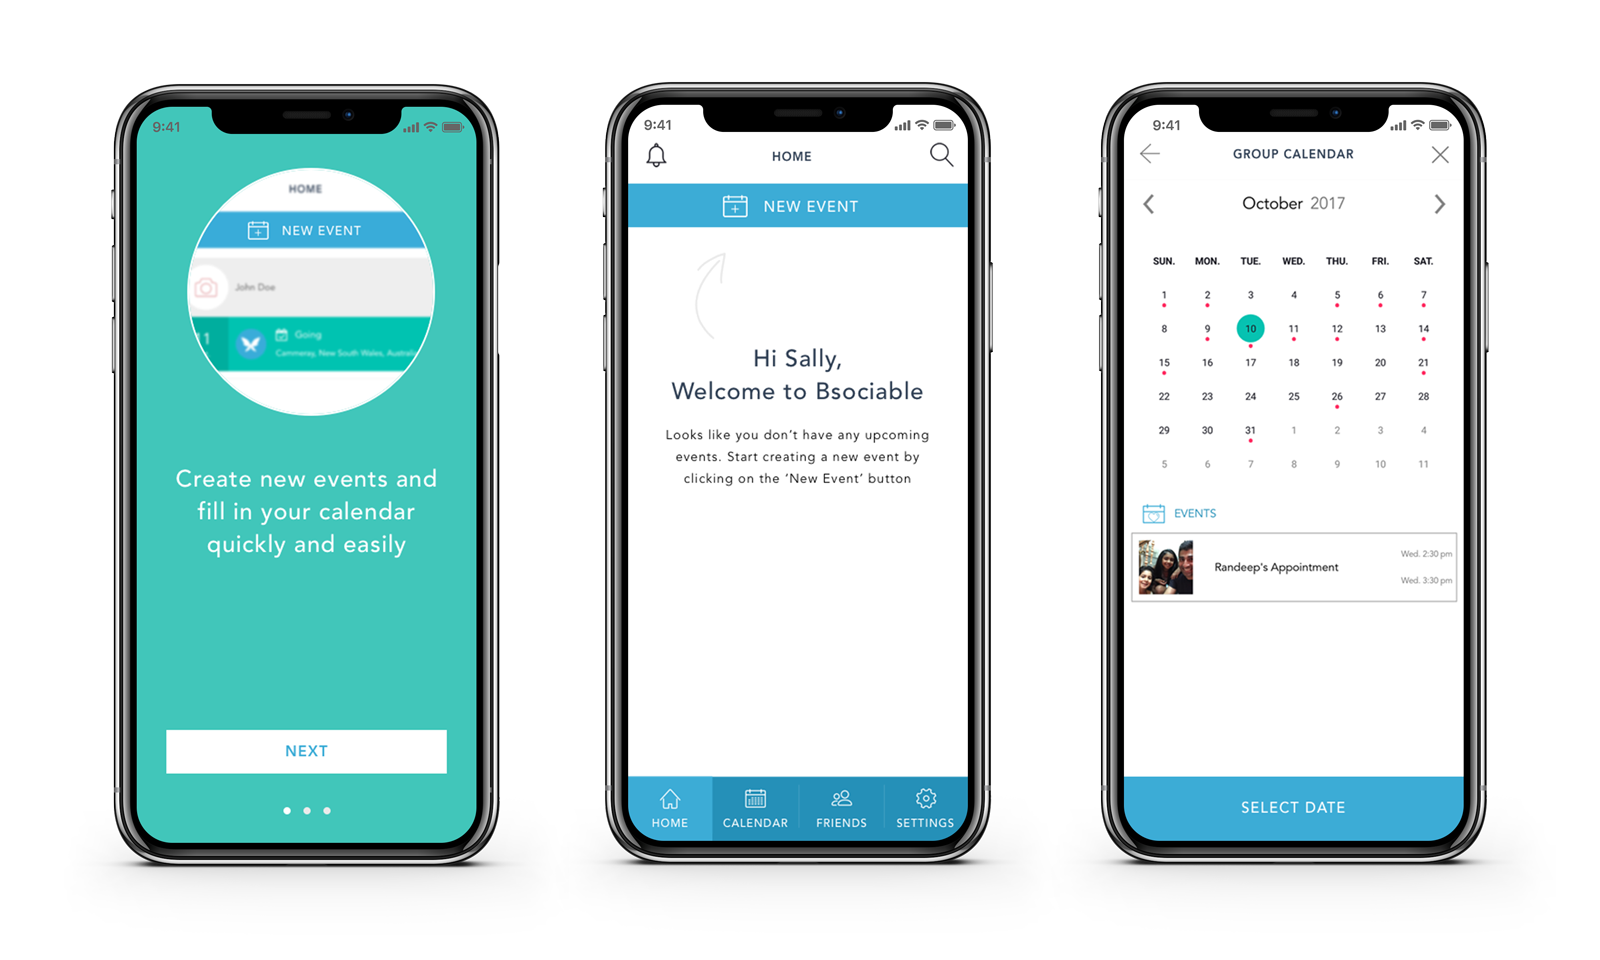 9:41
HOME
NEW EVENT
John Doe
11
Going
Cammeray, New South Wales, Australia
Create new events and
fill in your calendar
quickly and easily
NEXT
9:41
HOME
NEW EVENT
Hi Sally,
Welcome to Bsociable
Looks like you don't have any upcoming
events. Start creating a new event by
clicking on the ‘New Event’ button
HOME CALENDAR FRIENDS SETTINGS
9:41
GROUP CALENDAR
October 2017
SUN. MON. TUE. WED. THU. FRI. SAT.
1 2 3 4 5 6 7
8 9 10 11 12 13 14
15 16 17 18 19 20 21
22 23 24 25 26 27 28
29 30 31 1 2 3 4
5 6 7 8 9 10 11
EVENTS
Wed. 2:30 pm
Randeep's Appointment
Wed. 3:30 pm
SELECT DATE